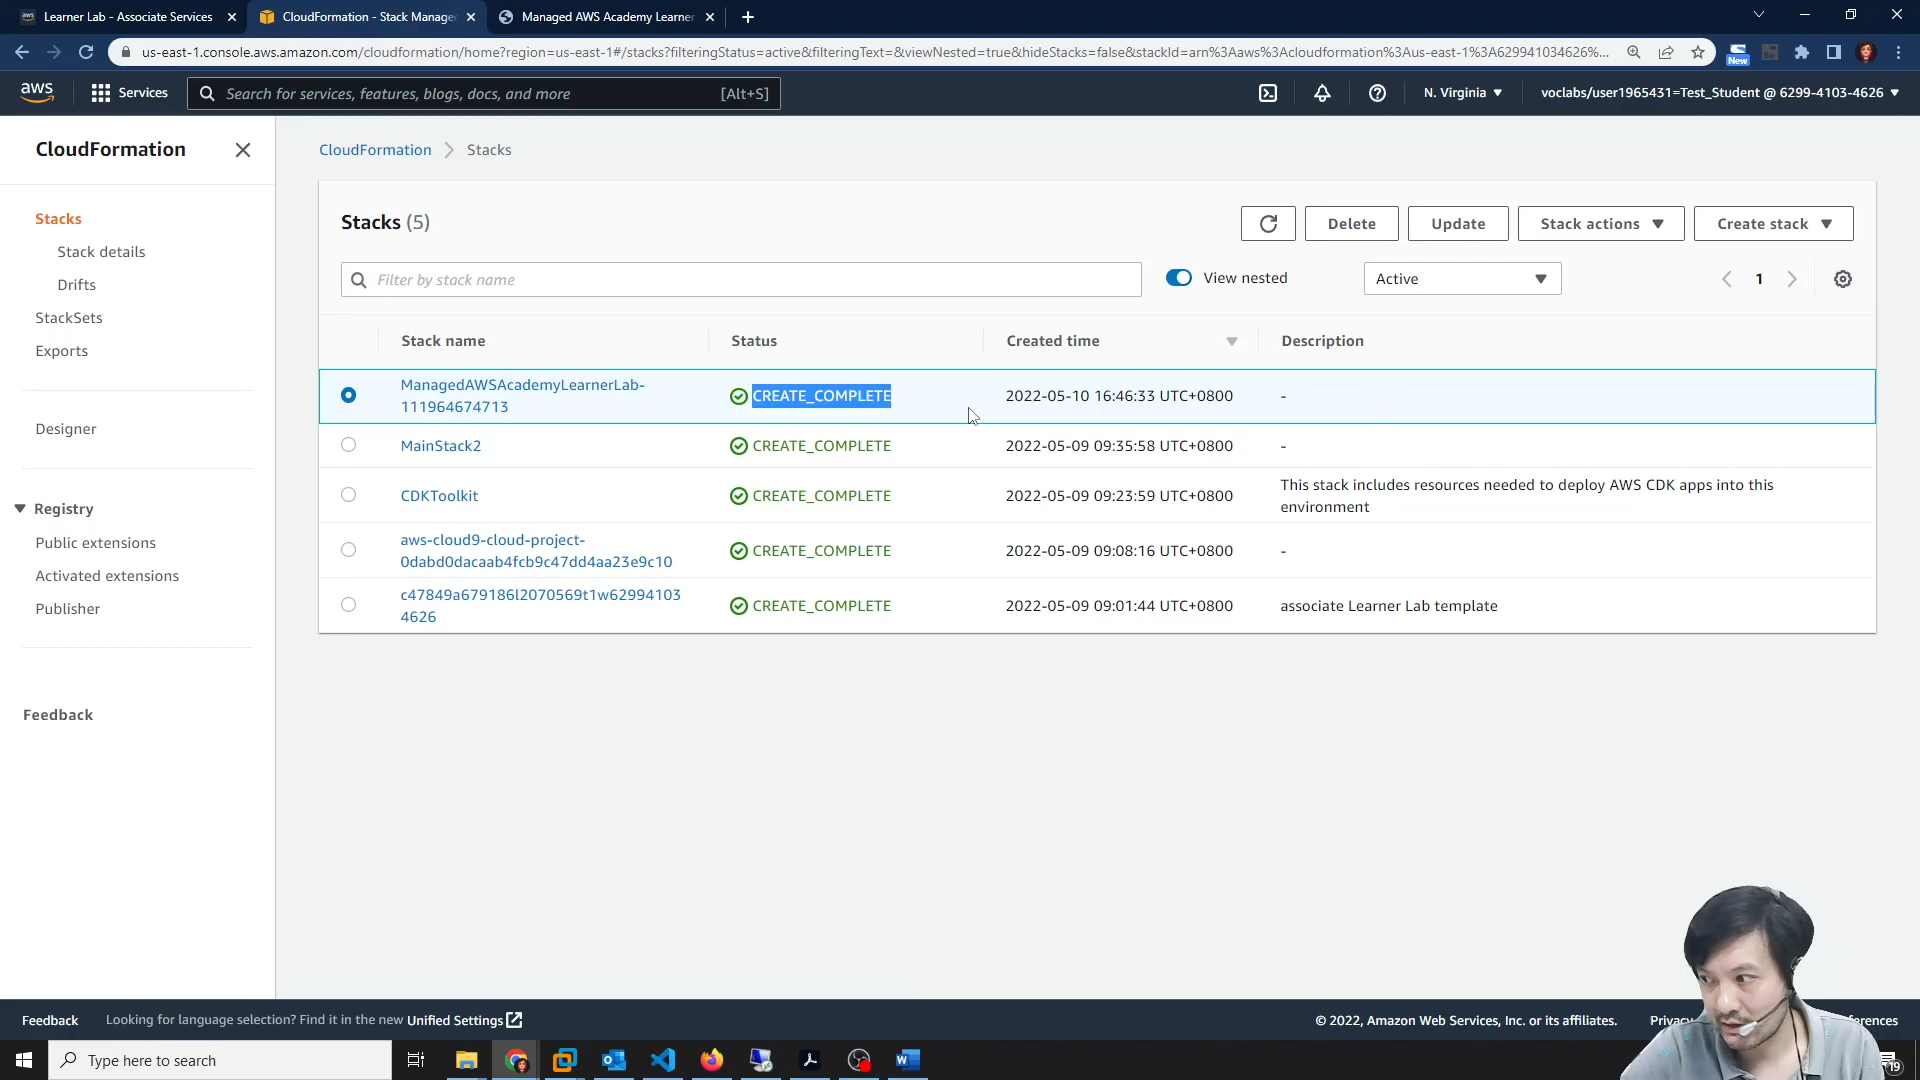 Learner Lab - Associate Services
CloudFormation - Stack Manage
Managed AWS Academy Learner
us-east-1.console.aws.amazon.com/cloudformation/home?region=us-east-1#/stacks?filteringStatus=active&filteringText=&viewNested=true&hideStacks=false&stackId=arn%3Aaws%3Acloudformation%3Aus-east-1%3A629941034626%...
New
aws
Services
Search for services, features, blogs, docs, and more
[Alt+S]
N. Virginia
voclabs/user1965431=Test_Student @ 6299-4103-4626
CloudFormation
CloudFormation
Stacks
Stacks
Stack details
Drifts
StackSets
Exports
Designer
Registry
Public extensions
Activated extensions
Publisher
Feedback
Stacks (5)
Delete
Update
Stack actions
Create stack
Filter by stack name
View nested
Active
1
Stack name
Status
Created time
Description
ManagedAWSAcademyLearnerLab-
111964674713
CREATE_COMPLETE
2022-05-10 16:46:33 UTC+0800
-
MainStack2
CREATE_COMPLETE
2022-05-09 09:35:58 UTC+0800
-
CDKToolkit
CREATE_COMPLETE
2022-05-09 09:23:59 UTC+0800
This stack includes resources needed to deploy AWS CDK apps into this
environment
aws-cloud9-cloud-project-
0dabd0dacaab4fcb9c47dd4aa23e9c10
CREATE_COMPLETE
2022-05-09 09:08:16 UTC+0800
-
c47849a679186l2070569t1w62994103
4626
CREATE_COMPLETE
2022-05-09 09:01:44 UTC+0800
associate Learner Lab template
Feedback
Looking for language selection? Find it in the new Unified Settings
© 2022, Amazon Web Services, Inc. or its affiliates.
Privacy
erences
Type here to search
19